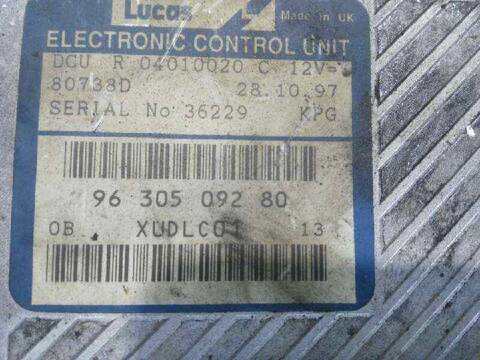 Lucas Made in UK
ELECTRONIC CONTROL UNIT
DCU R 04010020 C 12V
80738D 28.10.97
SERIAL No 36229 KPG
96 305 092 80
OB XUDLC01 13